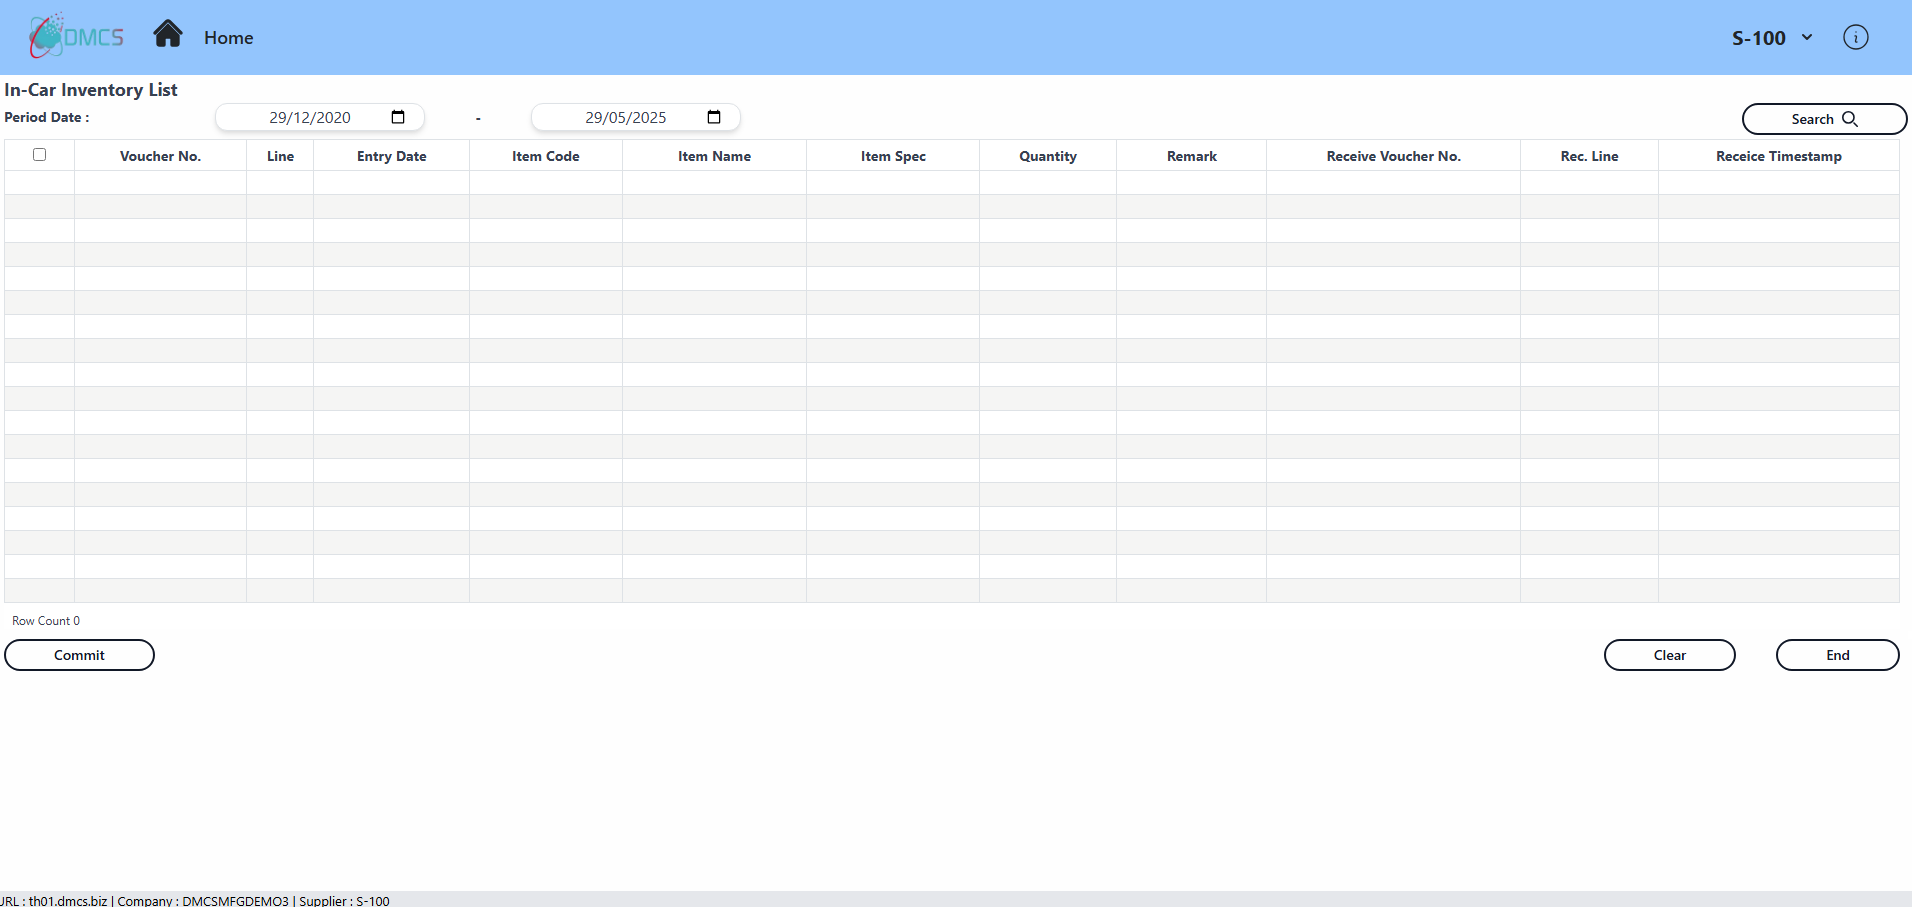 DMCS Home S-100
In-Car Inventory List
Period Date : 29/12/2020 - 29/05/2025 Search
Voucher No. Line Entry Date Item Code Item Name Item Spec Quantity Remark Receive Voucher No. Rec. Line Receice Timestamp
Row Count 0
Commit Clear End
URL : th01.dmcs.biz | Company : DMCSMFGDEMO3 | Supplier : S-100